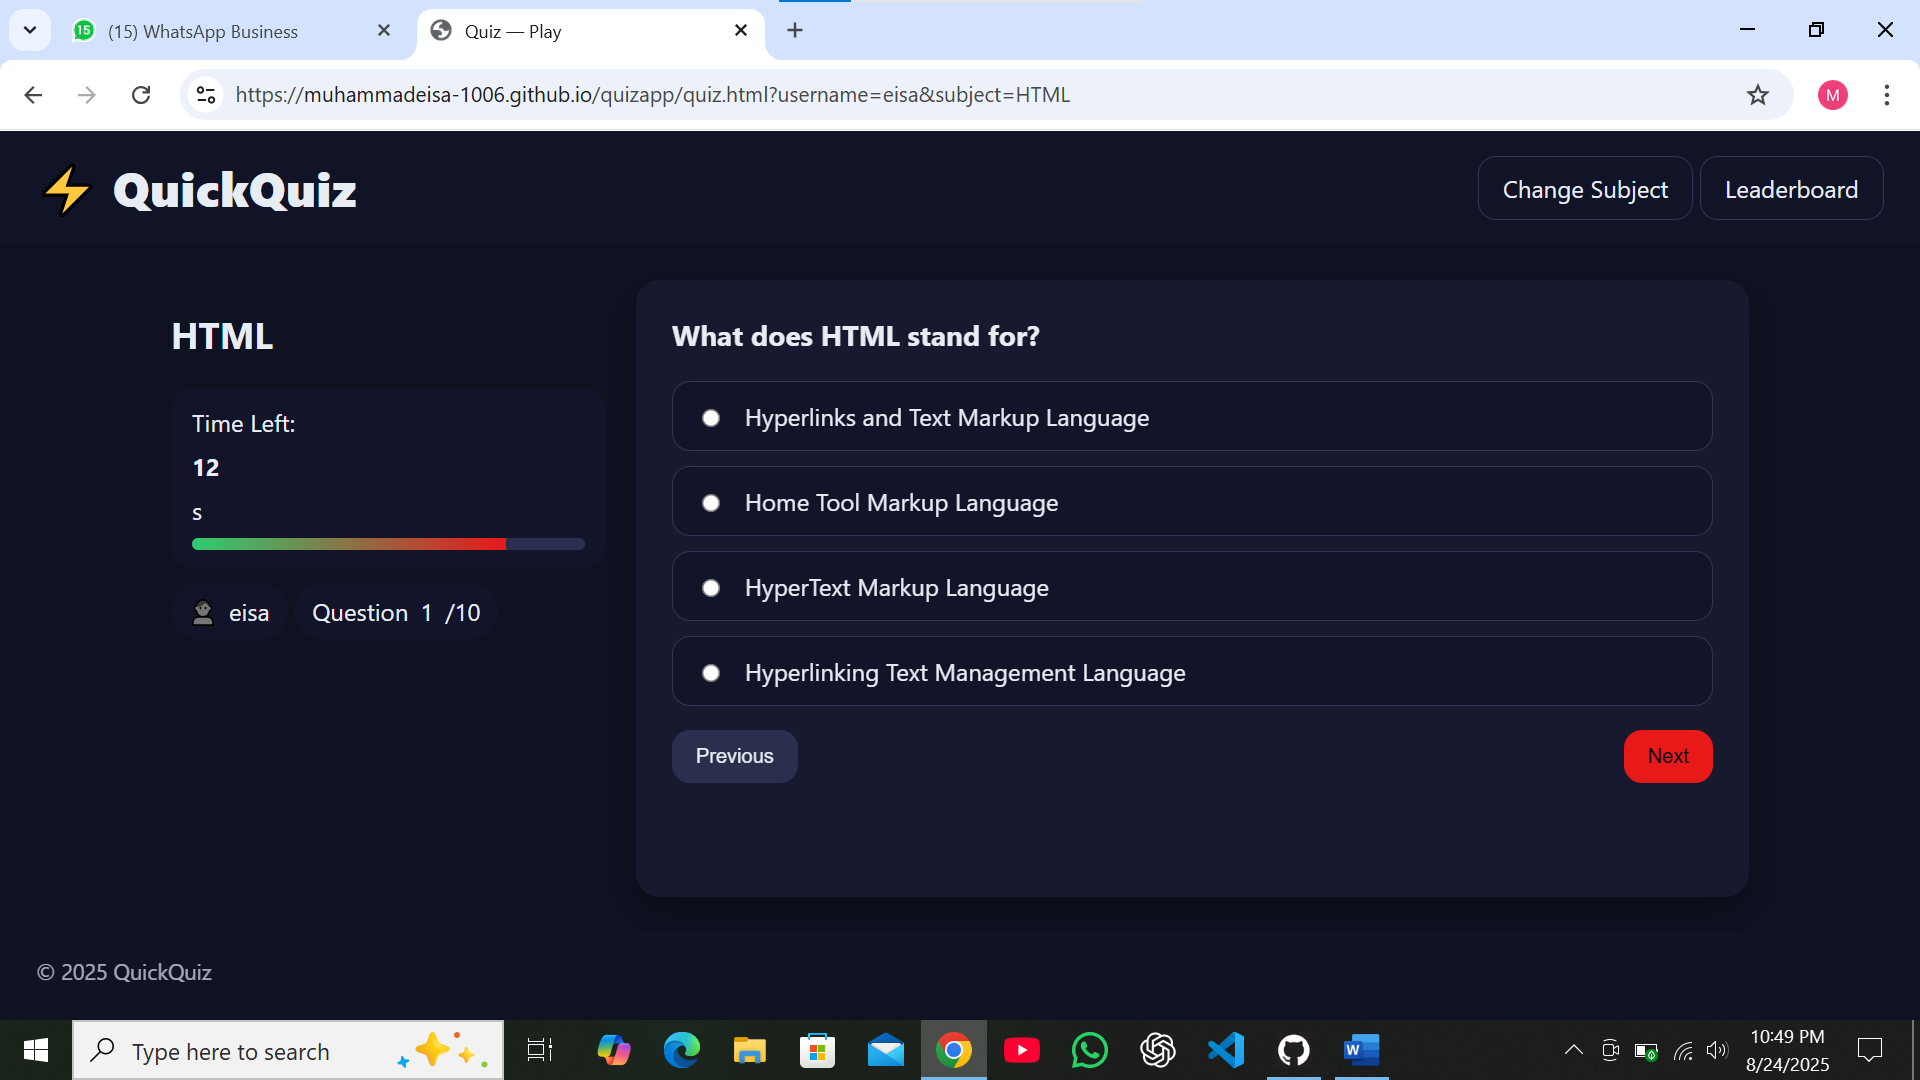 15
(15) WhatsApp Business
Quiz — Play
https://muhammadeisa-1006.github.io/quizapp/quiz.html?username=eisa&subject=HTML
M
QuickQuiz
Change Subject
Leaderboard
HTML
Time Left:
12
s
eisa
Question 1 /10
What does HTML stand for?
Hyperlinks and Text Markup Language
Home Tool Markup Language
HyperText Markup Language
Hyperlinking Text Management Language
Previous
Next
© 2025 QuickQuiz
Type here to search
W
10:49 PM
8/24/2025